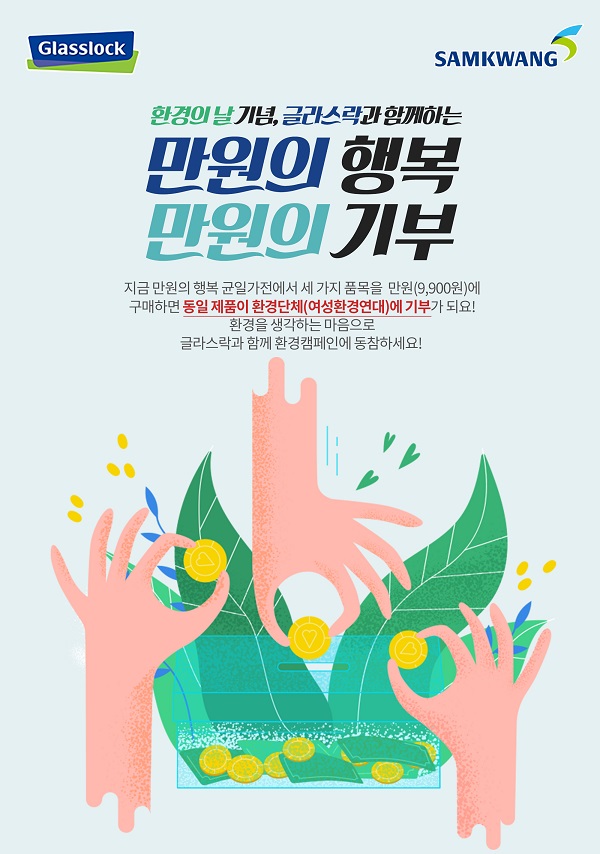 Glasslock
SAMKWANG
환경의 날 기념, 글라스락과 함께하는
만원의 행복
만원의 기부
지금 만원의 행복 균일가전에서 세 가지 품목을 만원(9,900원)에
구매하면 동일 제품이 환경단체(여성환경연대)에 기부가 되요!
환경을 생각하는 마음으로
글라스락과 함께 환경캠페인에 동참하세요!